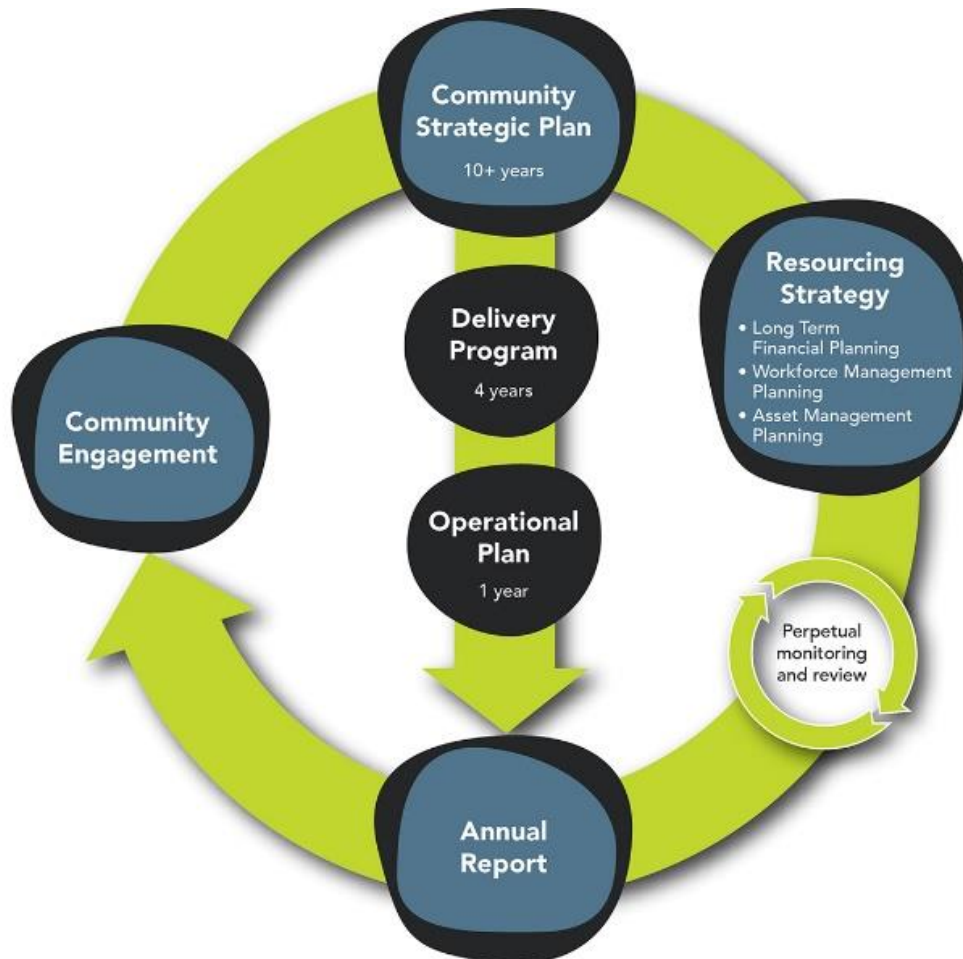 Community
Strategic Plan
10+ years
Resourcing
Strategy
• Long Term
Financial Planning
• Workforce Management
Planning
• Asset Management
Planning
Delivery
Program
4 years
Community
Engagement
Operational
Plan
1 year
Perpetual
monitoring
and review
Annual
Report